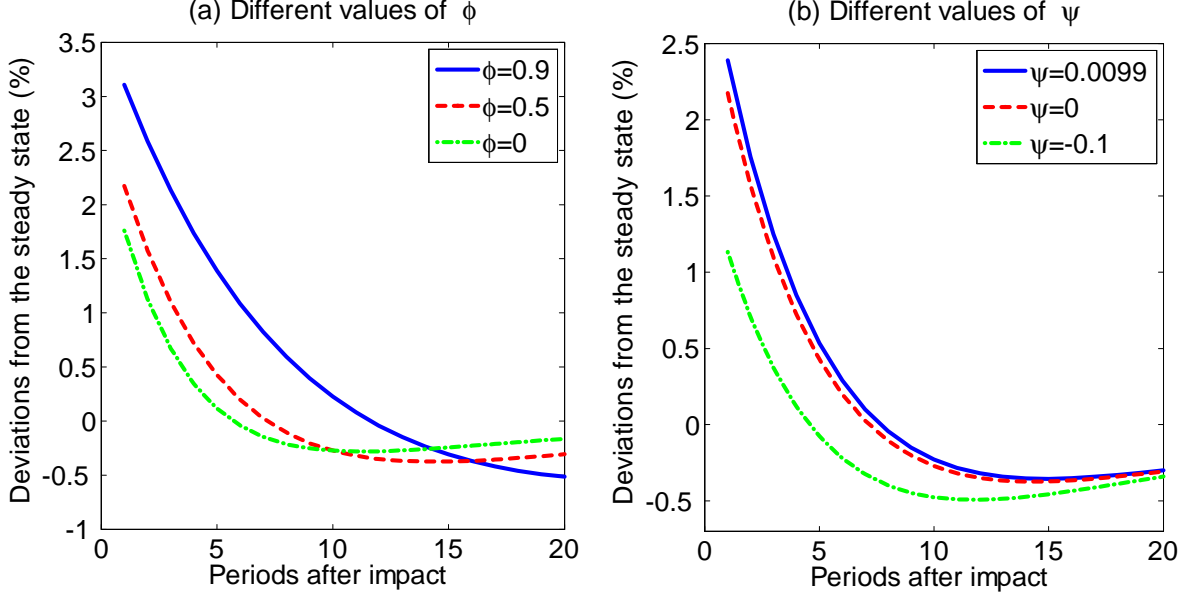 (a) Different values of ϕ
Deviations from the steady state (%)
3.5
3
2.5
2
1.5
1
0.5
0
-0.5
-1
ϕ=0.9
ϕ=0.5
ϕ=0
0 5 10 15 20
Periods after impact
(b) Different values of ψ
Deviations from the steady state (%)
2.5
2
1.5
1
0.5
0
-0.5
ψ=0.0099
ψ=0
ψ=-0.1
0 5 10 15 20
Periods after impact